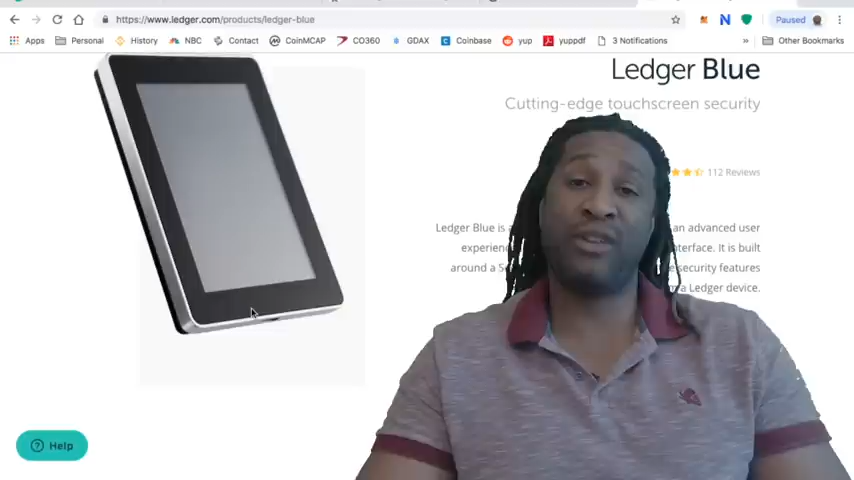 https://www.ledger.com/products/ledger-blue
Paused
Apps Personal History NBC Contact CoinMCAP CO360 GDAX Coinbase yup yuppdf 3 Notifications » Other Bookmarks
Ledger Blue
Cutting-edge touchscreen security
112 Reviews
Ledger Blue is an advanced user
experien nterface. It is built
around a S security features
a Ledger device.
Help